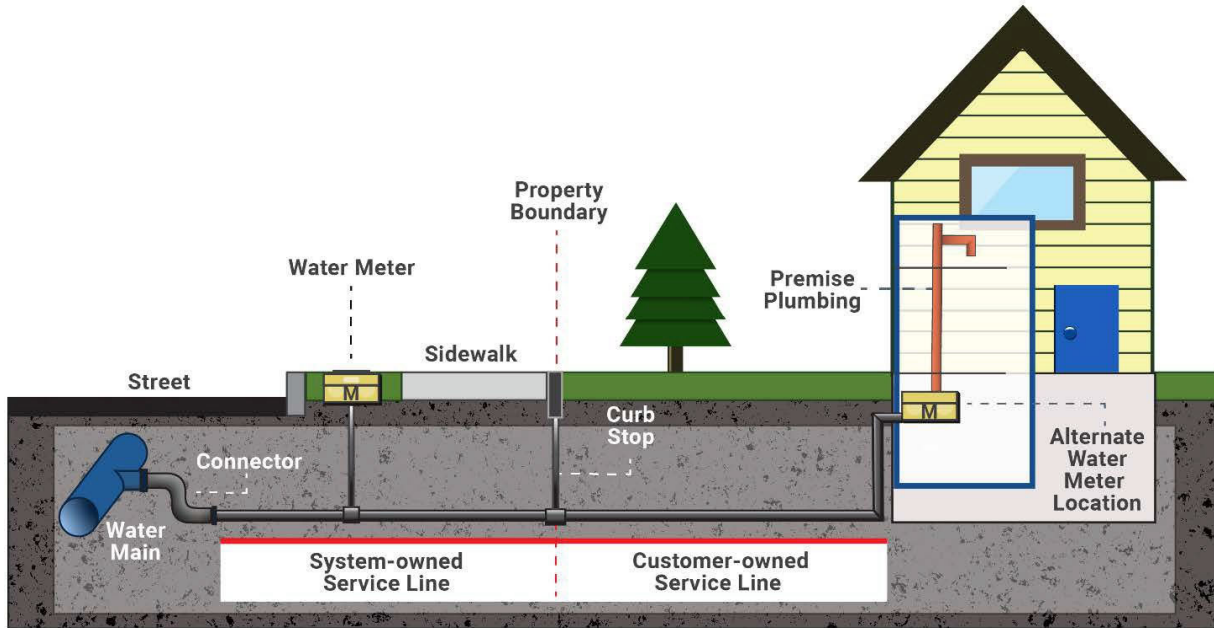 Property
Boundary
Water Meter
Premise
Plumbing
Sidewalk
Street
M
M
Curb
Stop
Connector
Alternate
Water
Meter
Location
Water
Main
System-owned
Service Line
Customer-owned
Service Line